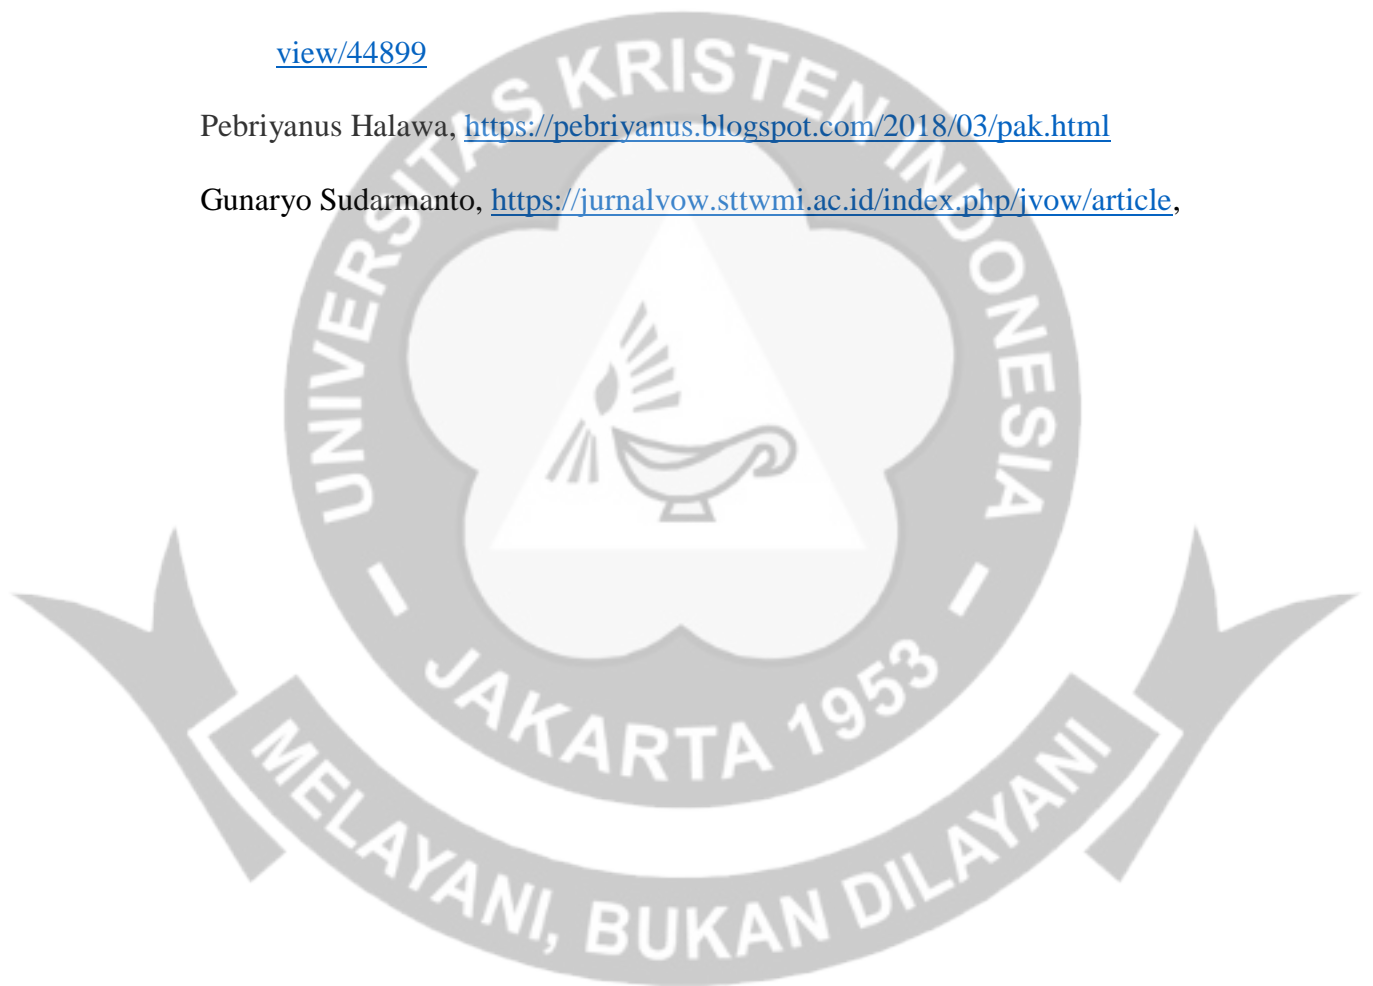 view/44899
Pebriyanus Halawa, https://pebriyanus.blogspot.com/2018/03/pak.html
Gunaryo Sudarmanto, https://jurnalvow.sttwmi.ac.id/index.php/jvow/article,
UNIVERSITAS KRISTEN INDONESIA
- JAKARTA 1953 -
MELAYANI, BUKAN DILAYANI